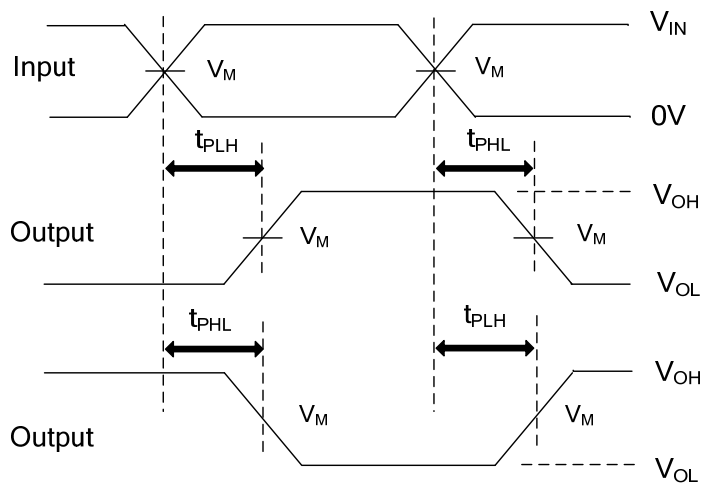 V_IN
Input
V_M
V_M
0V
t_PLH
t_PHL
V_OH
Output
V_M
V_M
V_OL
t_PHL
t_PLH
V_OH
V_M
V_M
Output
V_OL